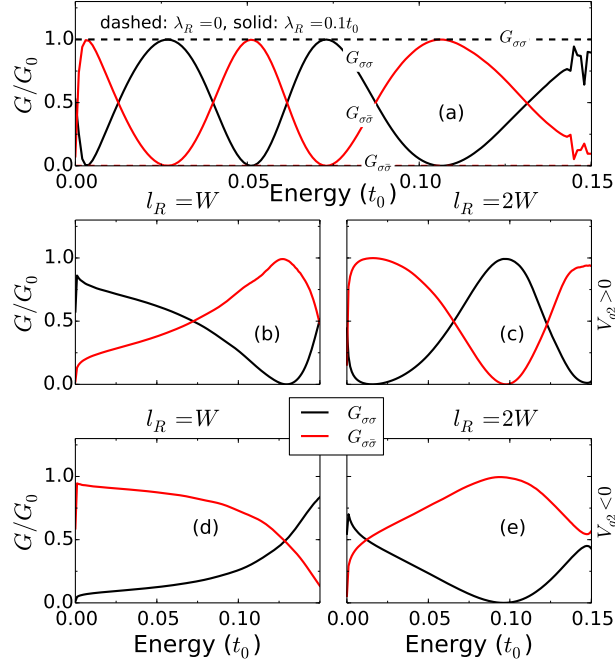 dashed: λ_R = 0, solid: λ_R = 0.1t_0
G/G_0
1.0
0.5
0.0
G_σσ
G_σσ
G_σσ̄
G_σσ̄
(a)
0.00 0.05 0.10 0.15
Energy (t_0)
l_R = W
l_R = 2W
G/G_0
1.0
0.5
0.0
(b)
(c)
V_g2 > 0
l_R = W
l_R = 2W
G_σσ
G_σσ̄
G/G_0
1.0
0.5
0.0
(d)
(e)
V_g2 < 0
0.00 0.05 0.10
0.00 0.05 0.10 0.15
Energy (t_0)
Energy (t_0)